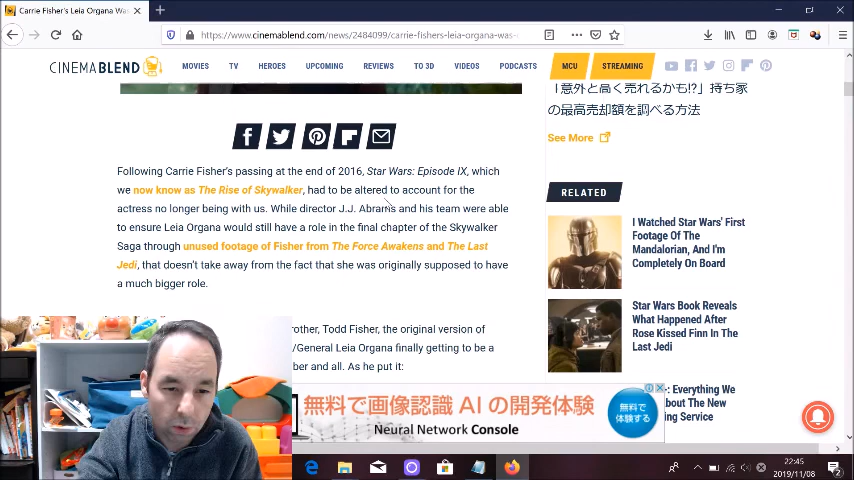 Carrie Fisher's Leia Organa Was
https://www.cinemablend.com/news/2484099/carrie-fishers-leia-organa-was-
CINEMABLEND
MOVIES TV HEROES UPCOMING REVIEWS TO 3D VIDEOS PODCASTS MCU STREAMING
「意外と高く売れるかも!?」持ち家
の最高売却額を調べる方法
See More
Following Carrie Fisher's passing at the end of 2016, Star Wars: Episode IX, which
we now know as The Rise of Skywalker, had to be altered to account for the
actress no longer being with us. While director J.J. Abrams and his team were able
to ensure Leia Organa would still have a role in the final chapter of the Skywalker
Saga through unused footage of Fisher from The Force Awakens and The Last
Jedi, that doesn't take away from the fact that she was originally supposed to have
a much bigger role.
rother, Todd Fisher, the original version of
/General Leia Organa finally getting to be a
ber and all. As he put it:
RELATED
I Watched Star Wars' First
Footage Of The
Mandalorian, And I'm
Completely On Board
Star Wars Book Reveals
What Happened After
Rose Kissed Finn In The
Last Jedi
: Everything We
bout The New
ing Service
無料で画像認識 AI の開発体験
Neural Network Console
無料で
体験する
22:45
2019/11/08
2